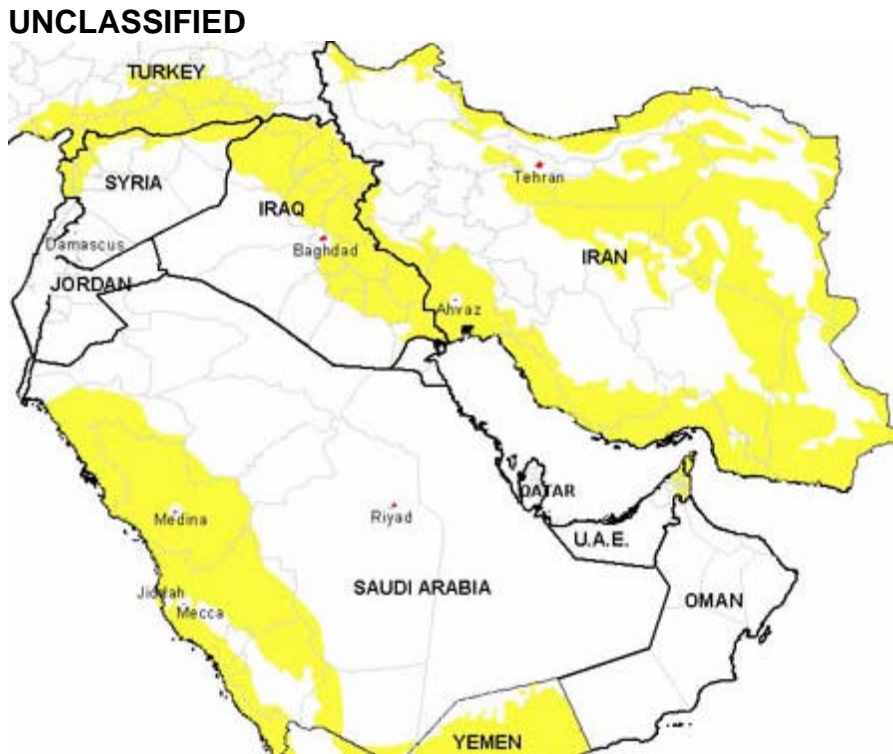 UNCLASSIFIED
TURKEY
SYRIA
Tehran
IRAQ
Damascus
Baghdad
IRAN
JORDAN
Ahvaz
QATAR
Medina
Riyad
U.A.E.
SAUDI ARABIA
Jiddah
OMAN
Mecca
YEMEN